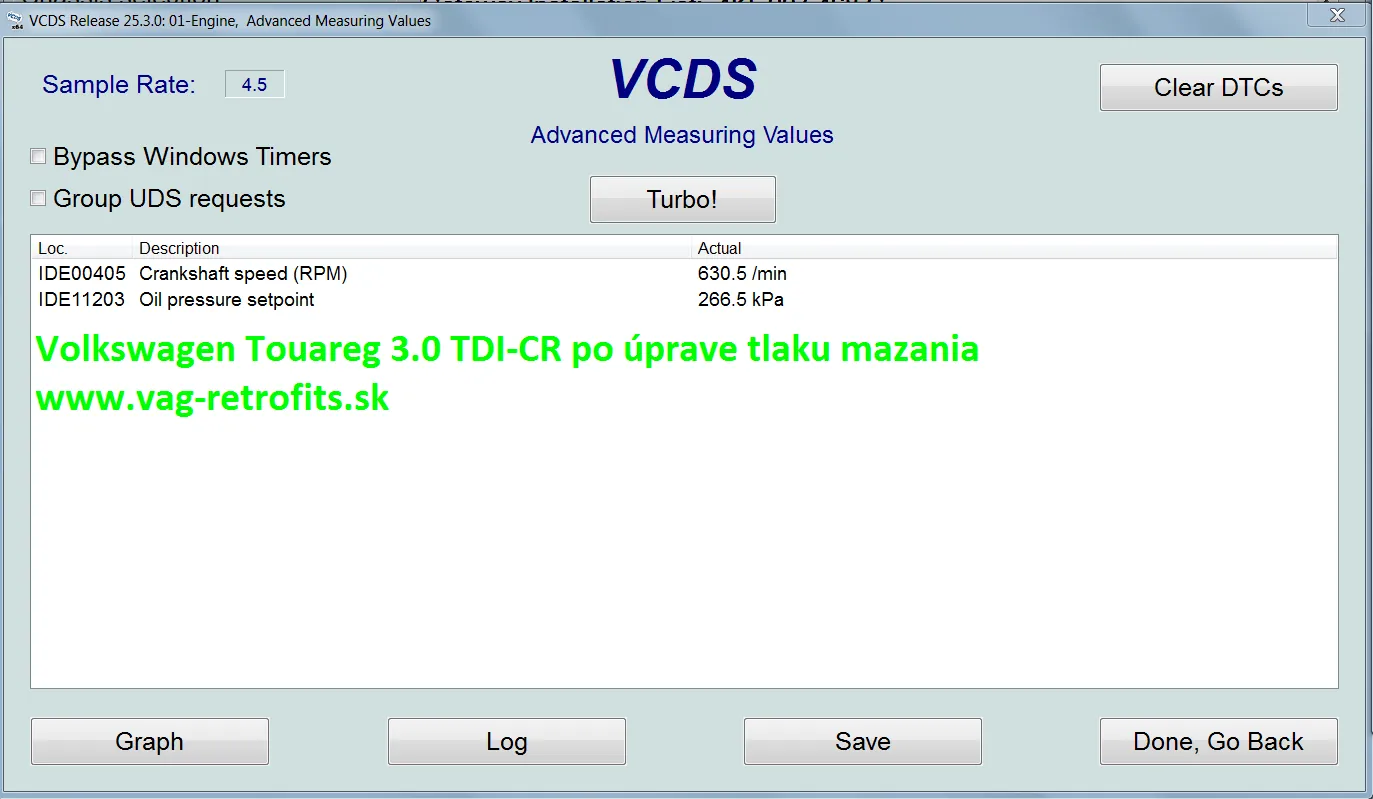 VCDS Release 25.3.0: 01-Engine,  Advanced Measuring Values
Sample Rate: 4.5
VCDS
Clear DTCs
Advanced Measuring Values
Bypass Windows Timers
Group UDS requests
Turbo!
Loc. Description Actual
IDE00405 Crankshaft speed (RPM) 630.5 /min
IDE11203 Oil pressure setpoint 266.5 kPa
Volkswagen Touareg 3.0 TDI-CR po úprave tlaku mazania
www.vag-retrofits.sk
Graph Log Save Done, Go Back